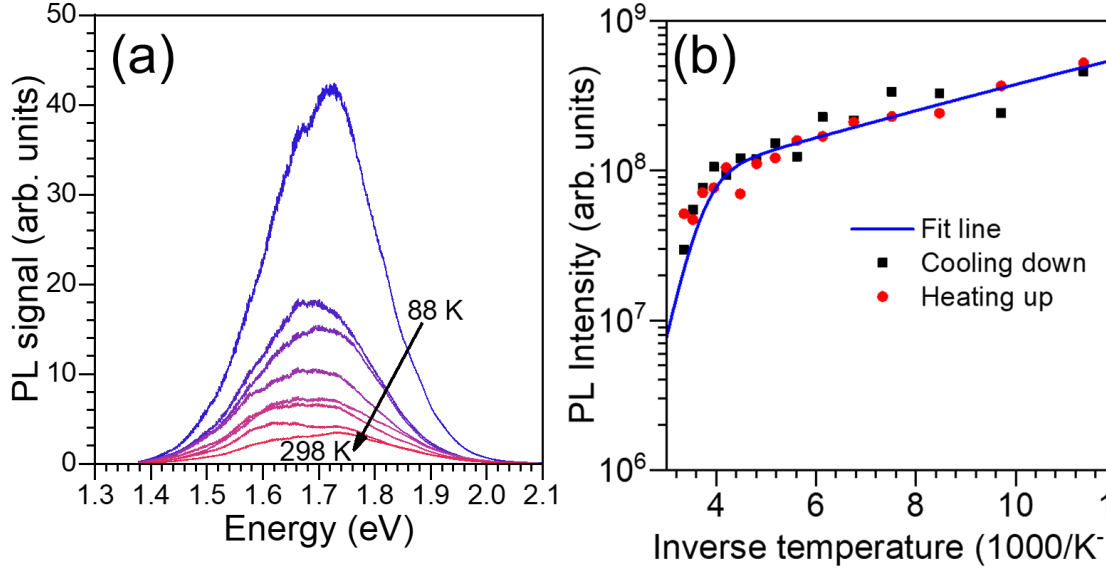 (a)
PL signal (arb. units)
50
40
30
20
10
0
88 K
298 K
1.3 1.4 1.5 1.6 1.7 1.8 1.9 2.0 2.1
Energy (eV)
(b)
PL Intensity (arb. units)
10⁹
10⁸
10⁷
10⁶
Fit line
Cooling down
Heating up
4 6 8 10 1
Inverse temperature (1000/K⁻